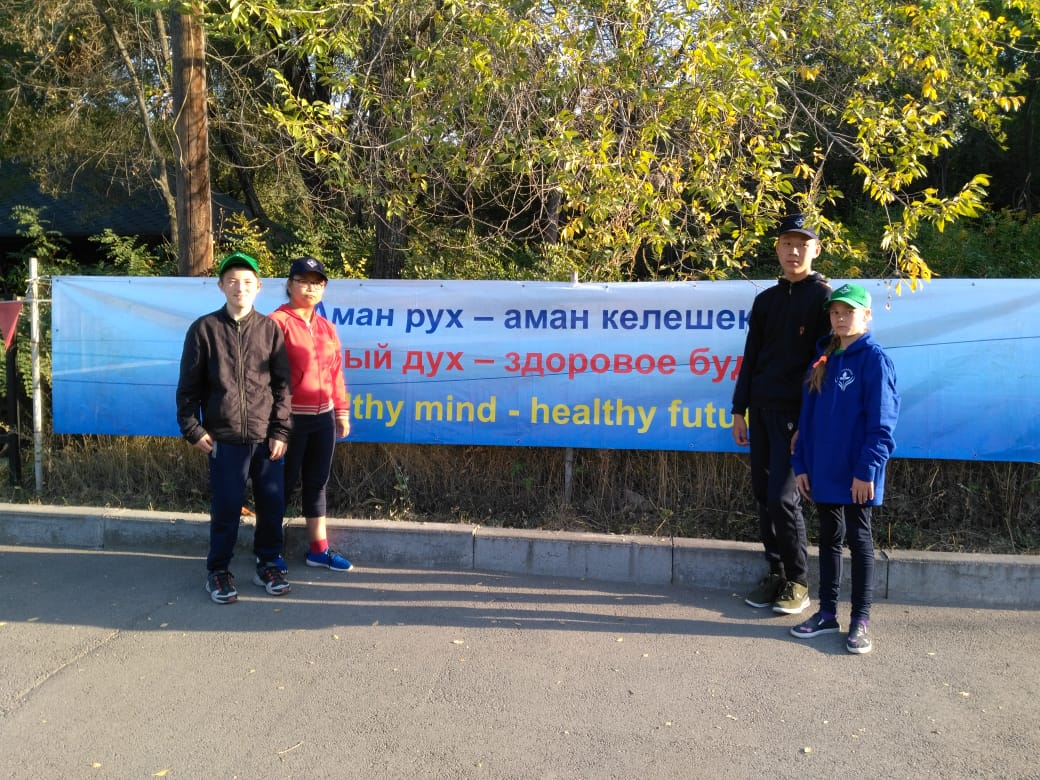 Аман рух – аман келешек
дух – здоровое
mind - healthy